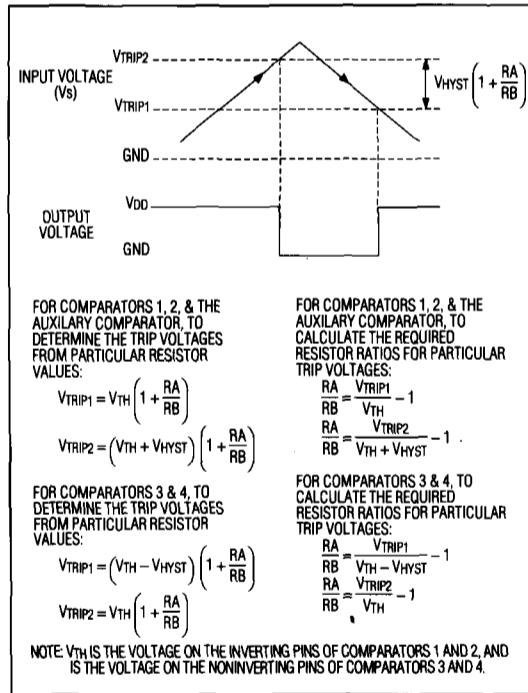 VTRIP2
INPUT VOLTAGE
(Vs)
VTRIP1
VHYST (1 + RA/RB)
GND
VDD
OUTPUT
VOLTAGE
GND
FOR COMPARATORS 1, 2, & THE
AUXILARY COMPARATOR, TO
DETERMINE THE TRIP VOLTAGES
FROM PARTICULAR RESISTOR
VALUES:
VTRIP1 = VTH (1 + RA/RB)
VTRIP2 = (VTH + VHYST) (1 + RA/RB)
FOR COMPARATORS 3 & 4, TO
DETERMINE THE TRIP VOLTAGES
FROM PARTICULAR RESISTOR
VALUES:
VTRIP1 = (VTH – VHYST) (1 + RA/RB)
VTRIP2 = VTH (1 + RA/RB)
FOR COMPARATORS 1, 2, & THE
AUXILARY COMPARATOR, TO
CALCULATE THE REQUIRED
RESISTOR RATIOS FOR PARTICULAR
TRIP VOLTAGES:
RA/RB = VTRIP1/VTH – 1
RA/RB = VTRIP2/(VTH + VHYST) – 1
FOR COMPARATORS 3 & 4, TO
CALCULATE THE REQUIRED
RESISTOR RATIOS FOR PARTICULAR
TRIP VOLTAGES:
RA/RB = VTRIP1/(VTH – VHYST) – 1
RA/RB = VTRIP2/VTH – 1
NOTE: VTH IS THE VOLTAGE ON THE INVERTING PINS OF COMPARATORS 1 AND 2, AND
IS THE VOLTAGE ON THE NONINVERTING PINS OF COMPARATORS 3 AND 4.